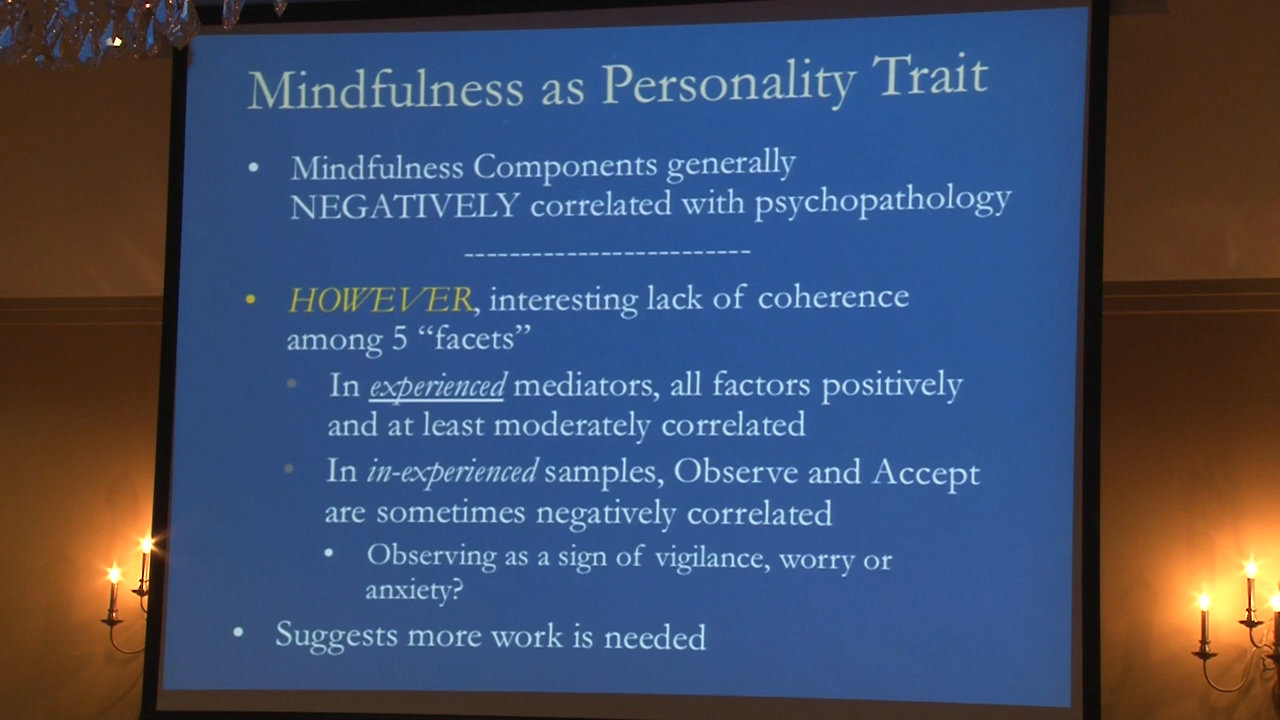 Mindfulness as Personality Trait
• Mindfulness Components generally
NEGATIVELY correlated with psychopathology
------------------------
• HOWEVER, interesting lack of coherence
among 5 “facets”
• In experienced mediators, all factors positively
and at least moderately correlated
• In in-experienced samples, Observe and Accept
are sometimes negatively correlated
• Observing as a sign of vigilance, worry or
anxiety?
• Suggests more work is needed